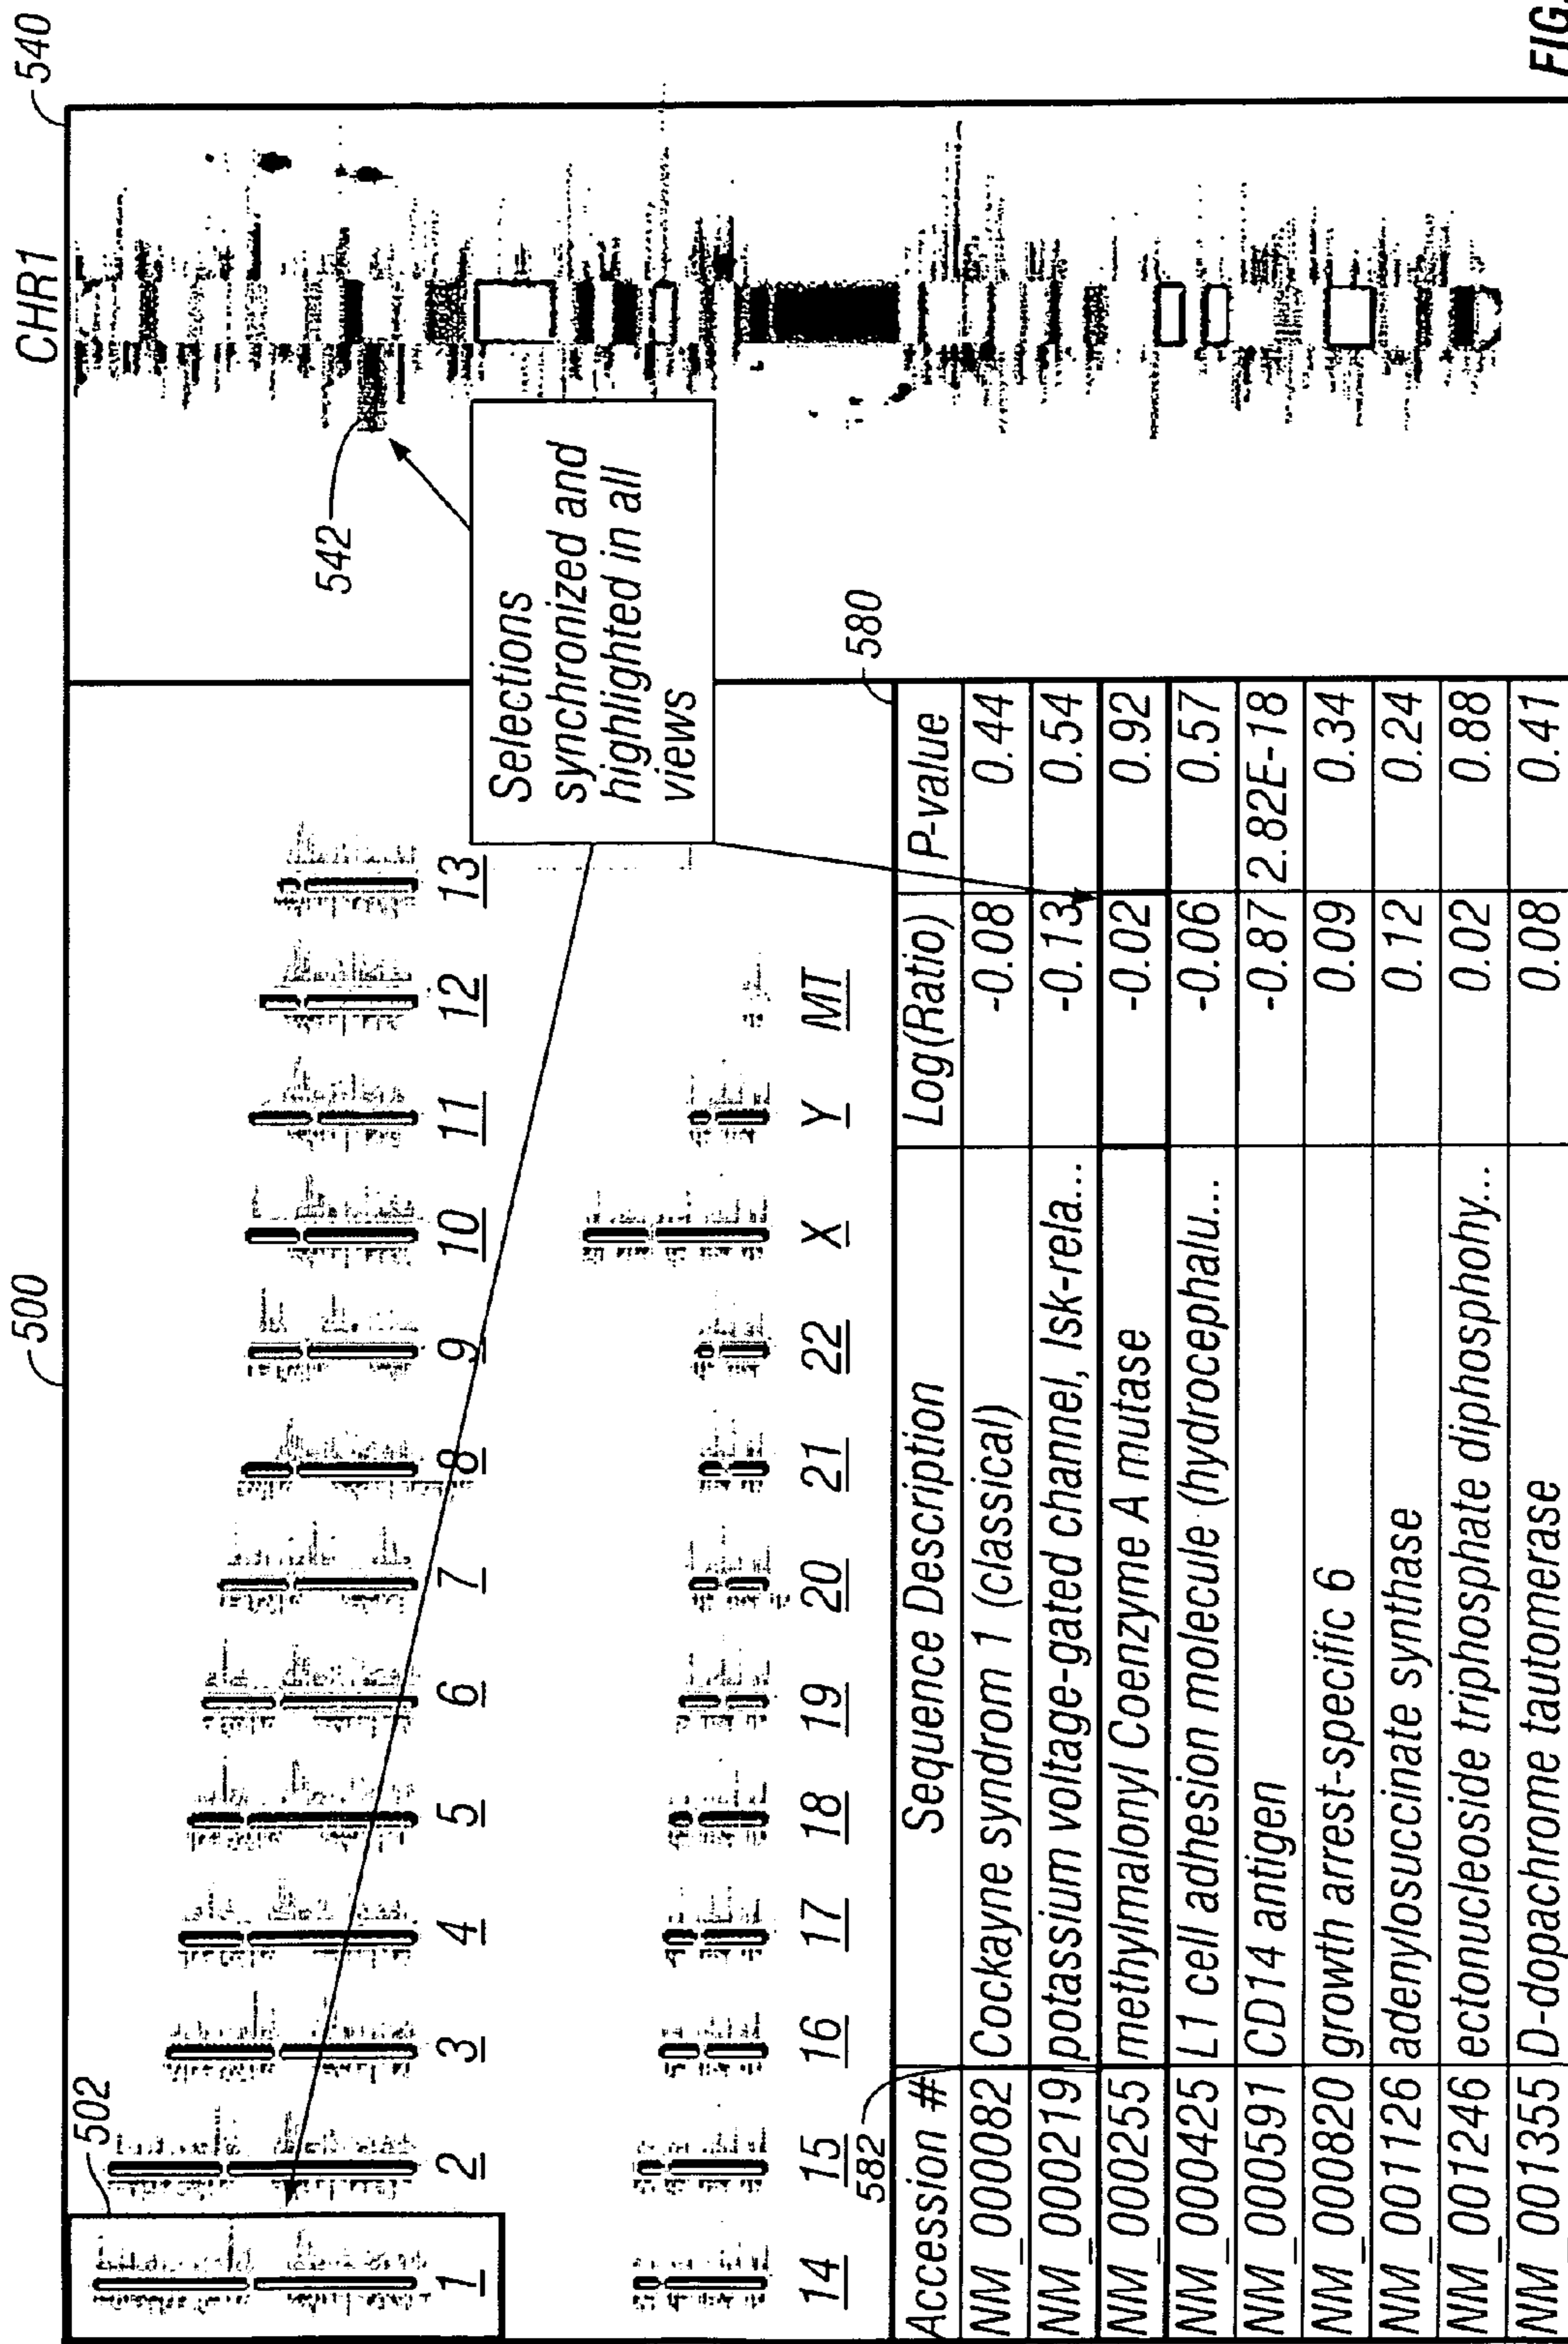 500
540
CHR1
502
542
1 2 3 4 5 6 7 8 9 10 11 12 13
Selections
synchronized and
highlighted in all
views
14 15 16 17 18 19 20 21 22 X Y MT
580
582
Accession # Sequence Description Log(Ratio) P-value
NM_000082 Cockayne syndrom 1 (classical) -0.08 0.44
NM_000219 potassium voltage-gated channel, Isk-rela... -0.13 0.54
NM_000255 methylmalony Coenzyme A mutase -0.02 0.92
NM_000425 L1 cell adhesion molecule (hydrocephalu... -0.06 0.57
NM_000591 CD14 antigen -0.87 2.82E-18
NM_000820 growth arrest-specific 6 0.09 0.34
NM_001126 adenylosuccinate synthase 0.12 0.24
NM_001246 ectonucleoside triphosphate diphosphohy... 0.02 0.88
NM_001355 D-dopachrome tautomerase 0.08 0.41
FIG.